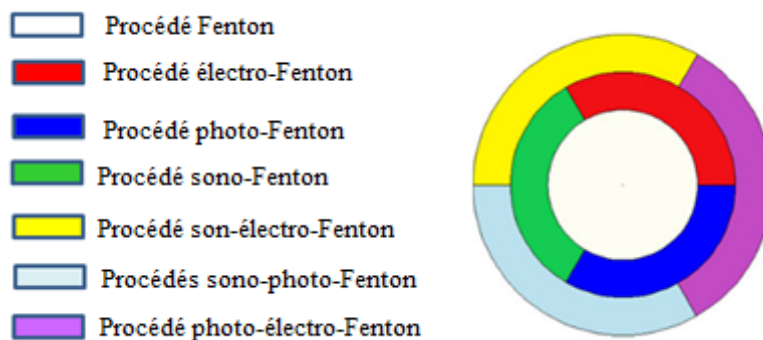 Procédé Fenton
Procédé électro-Fenton
Procédé photo-Fenton
Procédé sono-Fenton
Procédé son-électro-Fenton
Procédés sono-photo-Fenton
Procédé photo-électro-Fenton